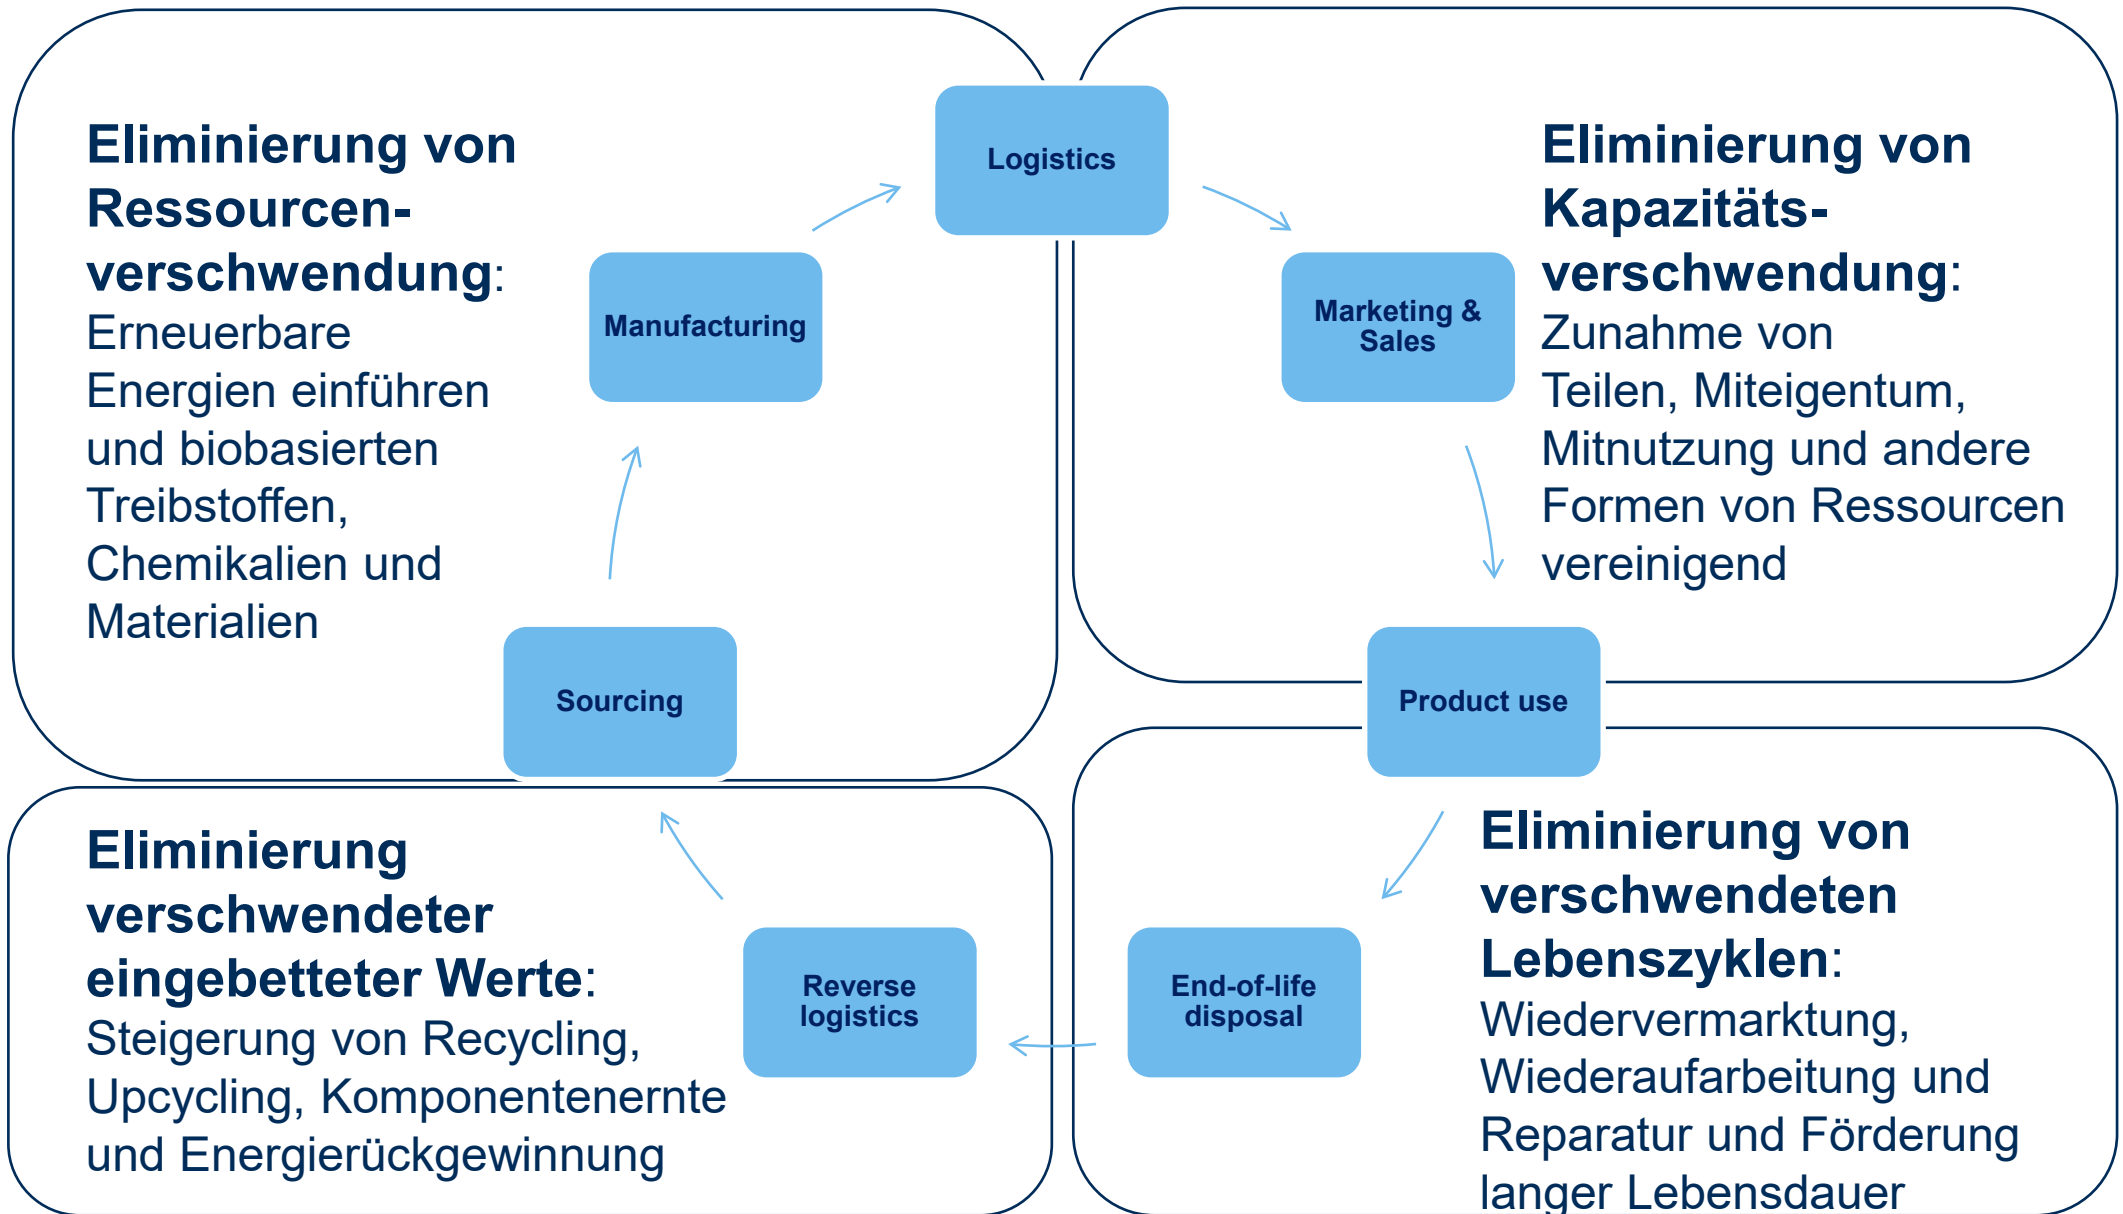 Eliminierung von
Ressourcen-
verschwendung:
Erneuerbare
Energien einführen
und biobasierten
Treibstoffen,
Chemikalien und
Materialien
Logistics
Manufacturing
Marketing &
Sales
Eliminierung von
Kapazitäts-
verschwendung:
Zunahme von
Teilen, Miteigentum,
Mitnutzung und andere
Formen von Ressourcen
vereinigend
Sourcing
Product use
Eliminierung
verschwendeter
eingebetteter Werte:
Steigerung von Recycling,
Upcycling, Komponentenernte
und Energierückgewinnung
Reverse
logistics
End-of-life
disposal
Eliminierung von
verschwendeten
Lebenszyklen:
Wiedervermarktung,
Wiederaufarbeitung und
Reparatur und Förderung
langer Lebensdauer